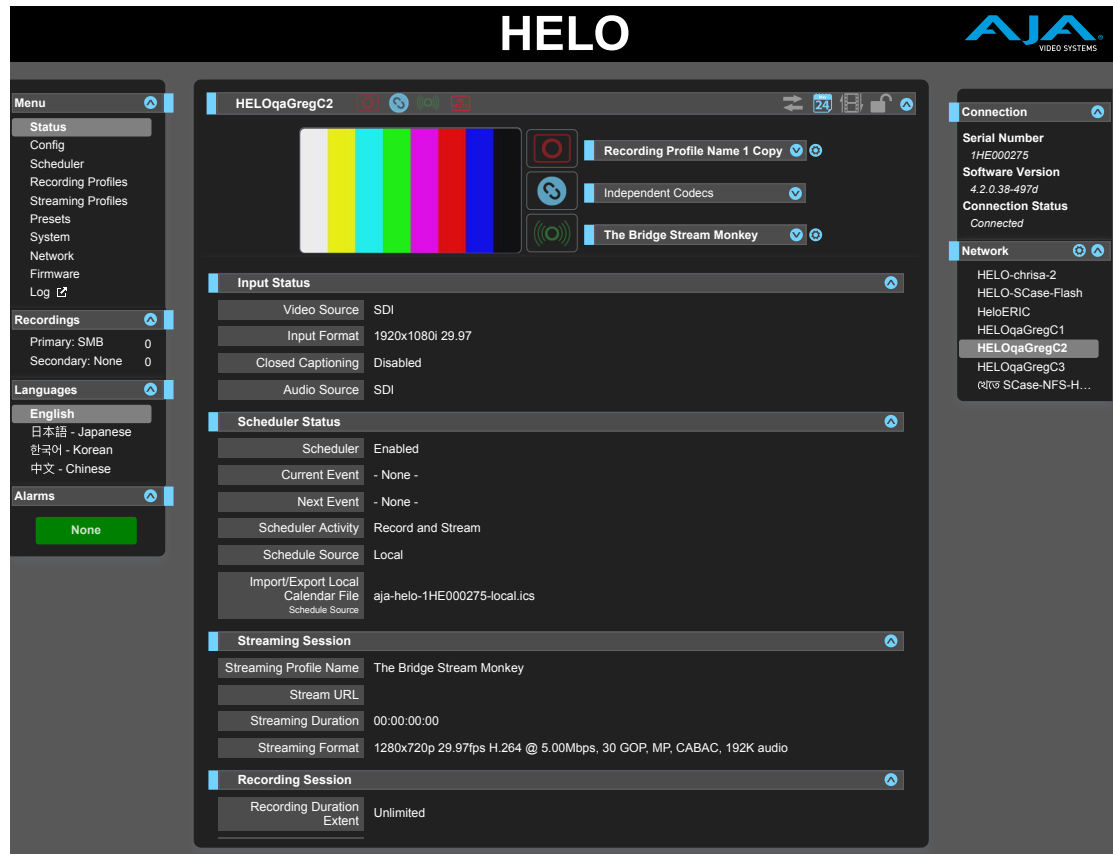 HELO
AJA
VIDEO SYSTEMS
Menu
Status
Config
Scheduler
Recording Profiles
Streaming Profiles
Presets
System
Network
Firmware
Log
Recordings
Primary: SMB 0
Secondary: None 0
Languages
English
日本語 - Japanese
한국어 - Korean
中文 - Chinese
Alarms
None
HELOqaGregC2
24
Recording Profile Name 1 Copy
Independent Codecs
The Bridge Stream Monkey
Input Status
Video Source SDI
Input Format 1920x1080i 29.97
Closed Captioning Disabled
Audio Source SDI
Scheduler Status
Scheduler Enabled
Current Event - None -
Next Event - None -
Scheduler Activity Record and Stream
Schedule Source Local
Import/Export Local
Calendar File aja-helo-1HE000275-local.ics
Schedule Source
Streaming Session
Streaming Profile Name The Bridge Stream Monkey
Stream URL
Streaming Duration 00:00:00:00
Streaming Format 1280x720p 29.97fps H.264 @ 5.00Mbps, 30 GOP, MP, CABAC, 192K audio
Recording Session
Recording Duration
Extent Unlimited
Connection
Serial Number
1HE000275
Software Version
4.2.0.38-497d
Connection Status
Connected
Network
HELO-chrisa-2
HELO-SCase-Flash
HeloERIC
HELOqaGregC1
HELOqaGregC2
HELOqaGregC3
খেতে SCase-NFS-H...